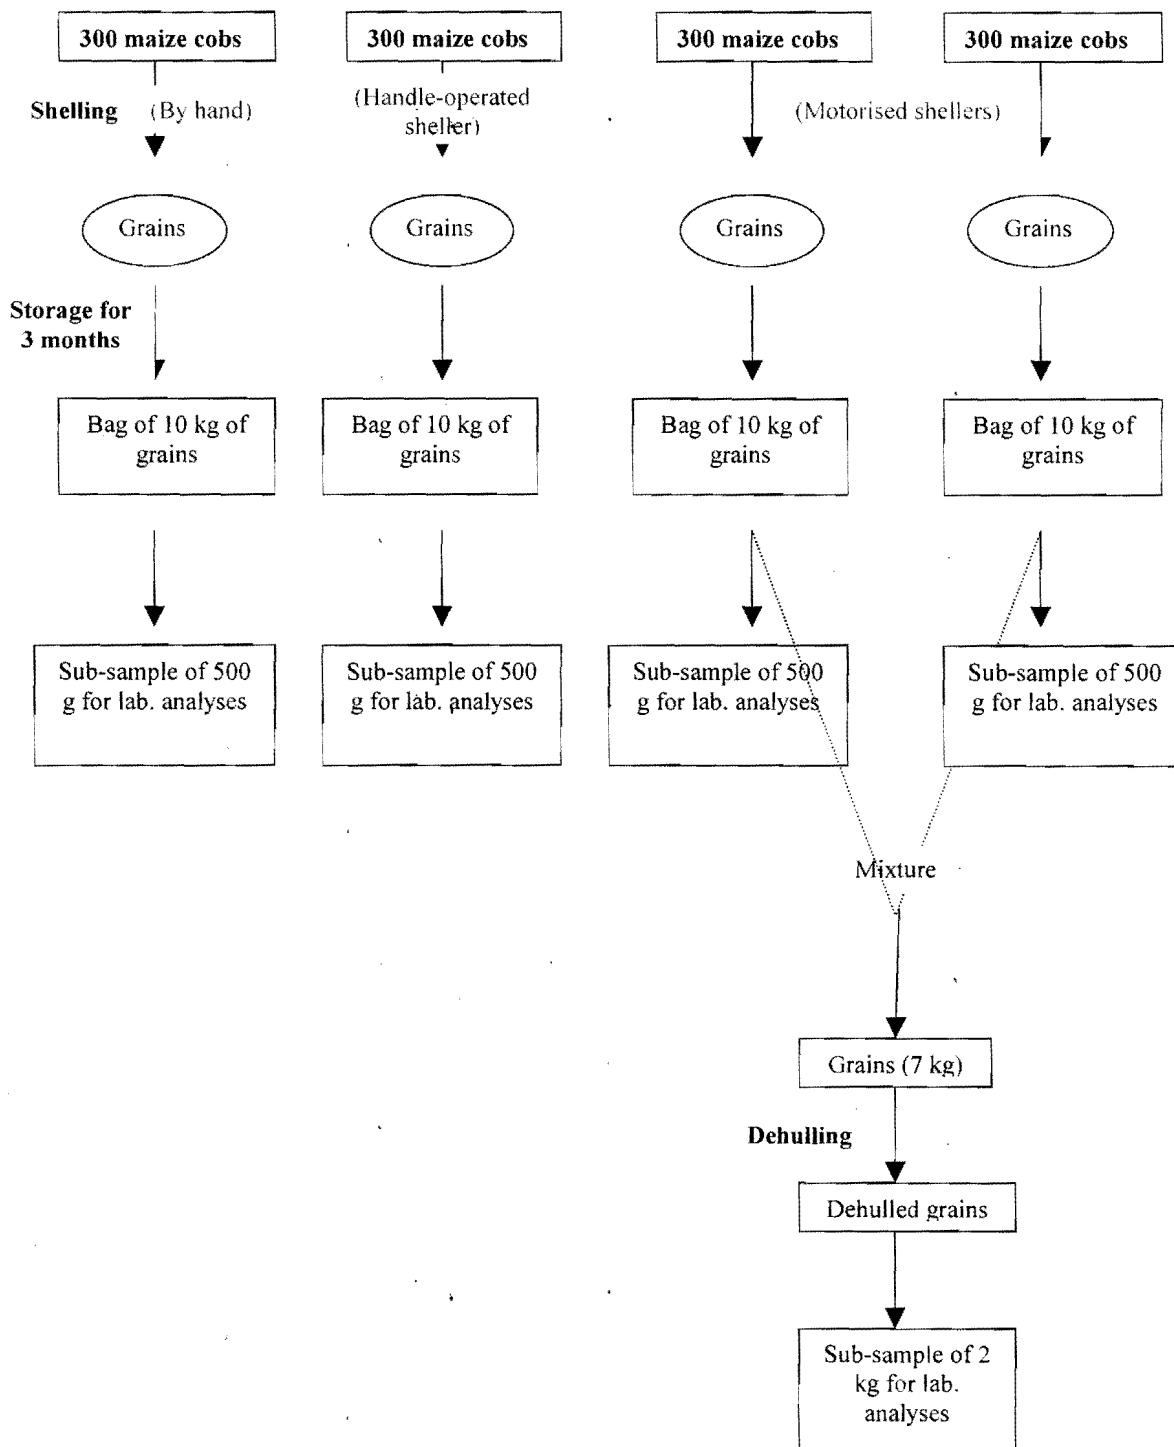 300 maize cobs
300 maize cobs
300 maize cobs
300 maize cobs
Shelling
(By hand)
(Handle-operated
sheller)
(Motorised shellers)
Grains
Grains
Grains
Grains
Storage for
3 months
Bag of 10 kg of
grains
Bag of 10 kg of
grains
Bag of 10 kg of
grains
Bag of 10 kg of
grains
Sub-sample of 500
g for lab. analyses
Sub-sample of 500
g for lab. analyses
Sub-sample of 500
g for lab. analyses
Sub-sample of 500
g for lab. analyses
Mixture
Grains (7 kg)
Dehulling
Dehulled grains
Sub-sample of 2
kg for lab.
analyses